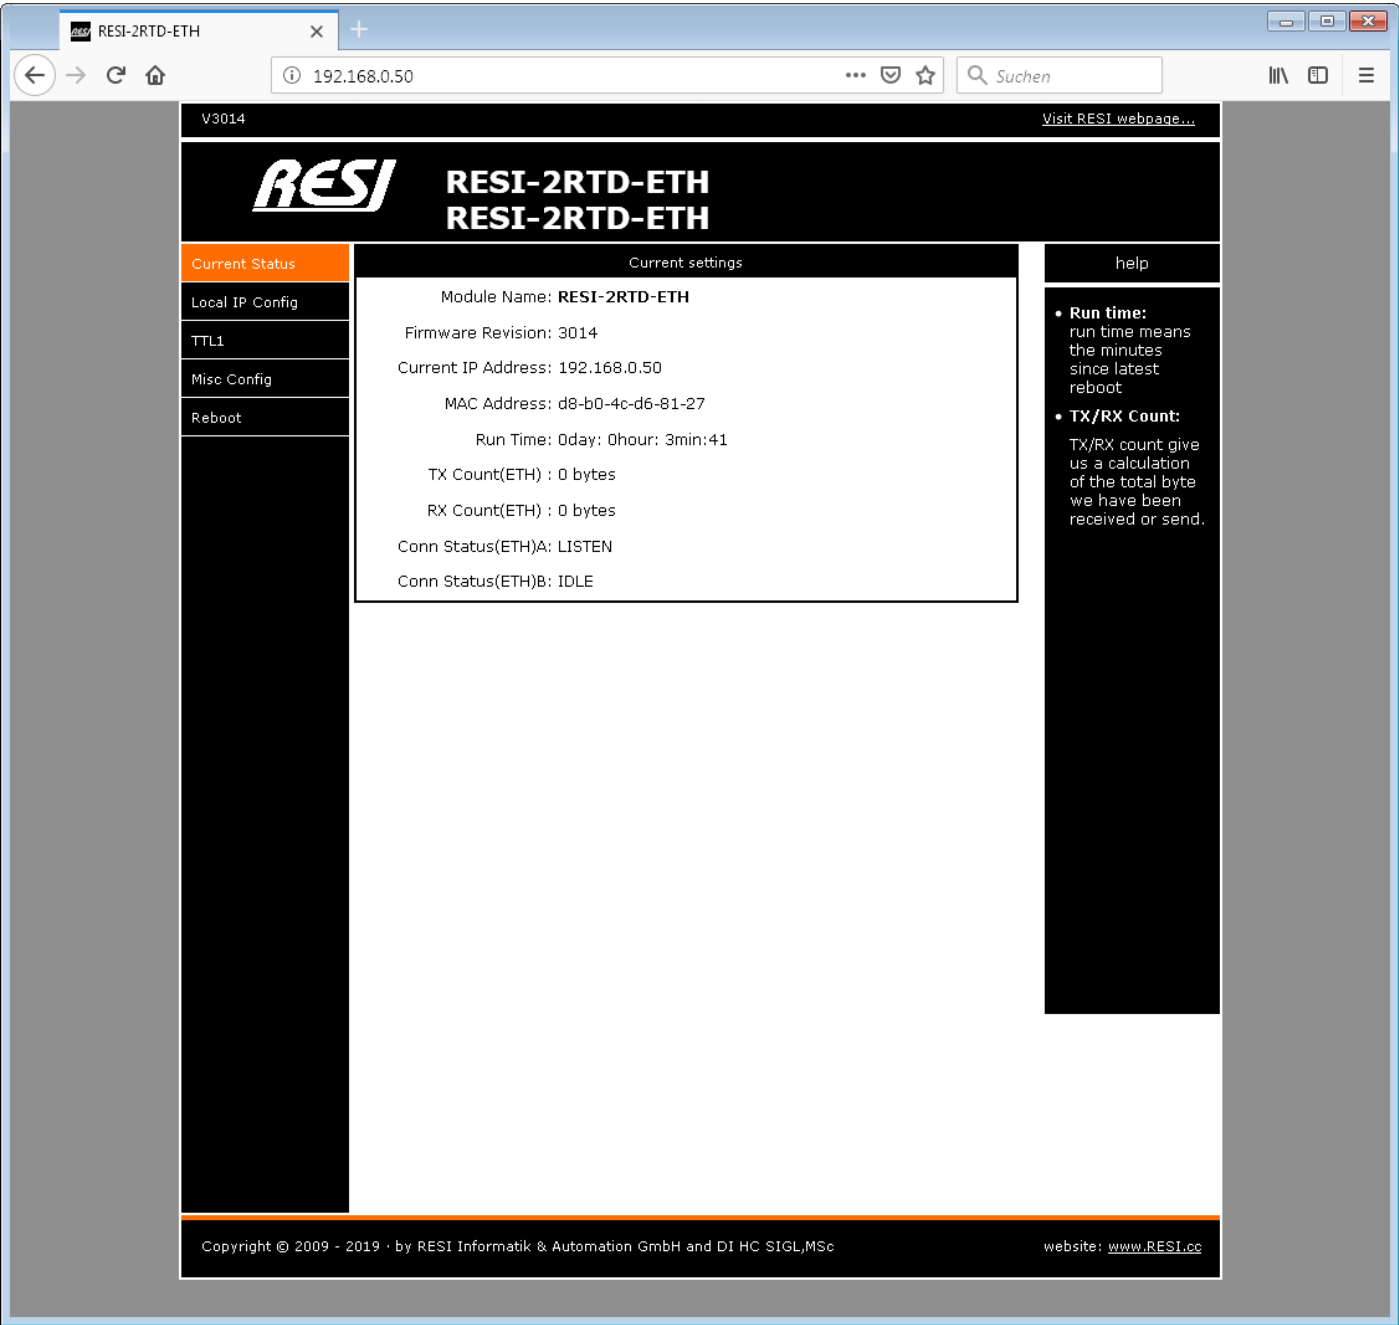 RESI RESI-2RTD-ETH
192.168.0.50
Suchen
V3014
Visit RESI webpage...
RESI
RESI-2RTD-ETH
RESI-2RTD-ETH
Current Status
Local IP Config
TTL1
Misc Config
Reboot
Current settings
Module Name: RESI-2RTD-ETH
Firmware Revision: 3014
Current IP Address: 192.168.0.50
MAC Address: d8-b0-4c-d6-81-27
Run Time: 0day: 0hour: 3min:41
TX Count(ETH) : 0 bytes
RX Count(ETH) : 0 bytes
Conn Status(ETH)A: LISTEN
Conn Status(ETH)B: IDLE
help
• Run time:
run time means
the minutes
since latest
reboot
• TX/RX Count:
TX/RX count give
us a calculation
of the total byte
we have been
received or send.
Copyright © 2009 - 2019 · by RESI Informatik & Automation GmbH and DI HC SIGL,MSc
website: www.RESI.cc